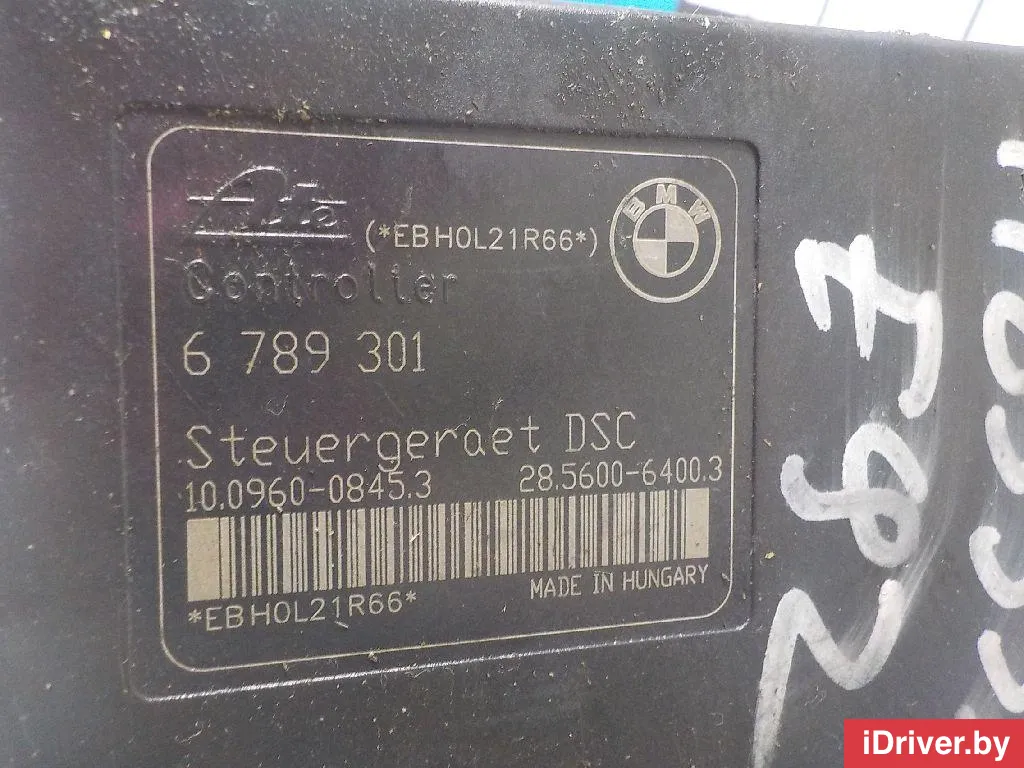 Ate
(*EBH0L21R66*)
BMW
Controller
6 789 301
Steuergeraet DSC
10.0960-0845.3 28.5600-6400.3
*EBH0L21R66*
MADE IN HUNGARY
iDriver.by